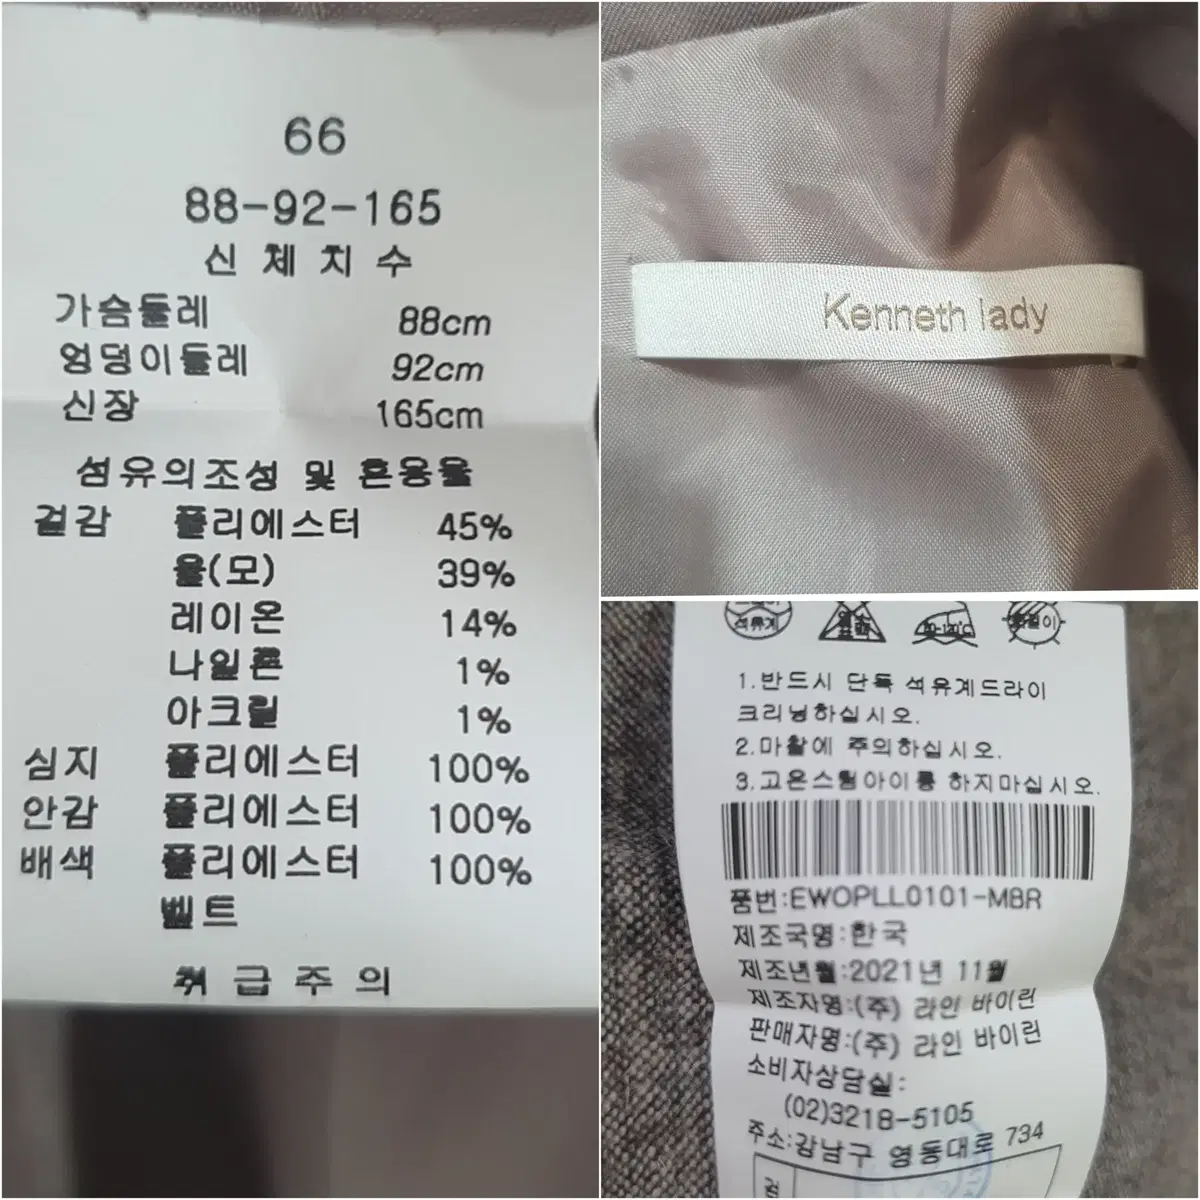 66
88-92-165
신체치수
가슴둘레 88cm
엉덩이둘레 92cm
신장 165cm
섬유의조성 및 혼용율
겉감 폴리에스터 45%
울(모) 39%
레이온 14%
나일론 1%
아크릴 1%
심지 폴리에스터 100%
안감 폴리에스터 100%
배색 폴리에스터 100%
벨트
취급주의
Kenneth lady
석유계
1.반드시 단독 석유계드라이
크리닝하십시오.
2.마찰에 주의하십시오.
3.고온스팀아이롱 하지마십시오.
품번:EWOPLL0101-MBR
제조국명:한국
제조년월:2021년 11월
제조자명:(주) 라인 바이린
판매자명:(주) 라인 바이린
소비자상담실:
(02)3218-5105
주소:강남구 영동대로 734